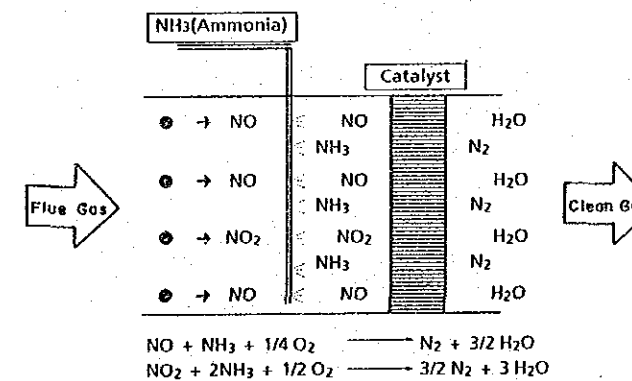 NH3(Ammonia)
Catalyst
NO NO H2O
NH3 N2
NO NO H2O
NH3 N2
Flue Gas
Clean Ga
NO2 NO2 H2O
NH3 N2
NO NO H2O
NO + NH3 + 1/4 O2 → N2 + 3/2 H2O
NO2 + 2NH3 + 1/2 O2 → 3/2 N2 + 3 H2O